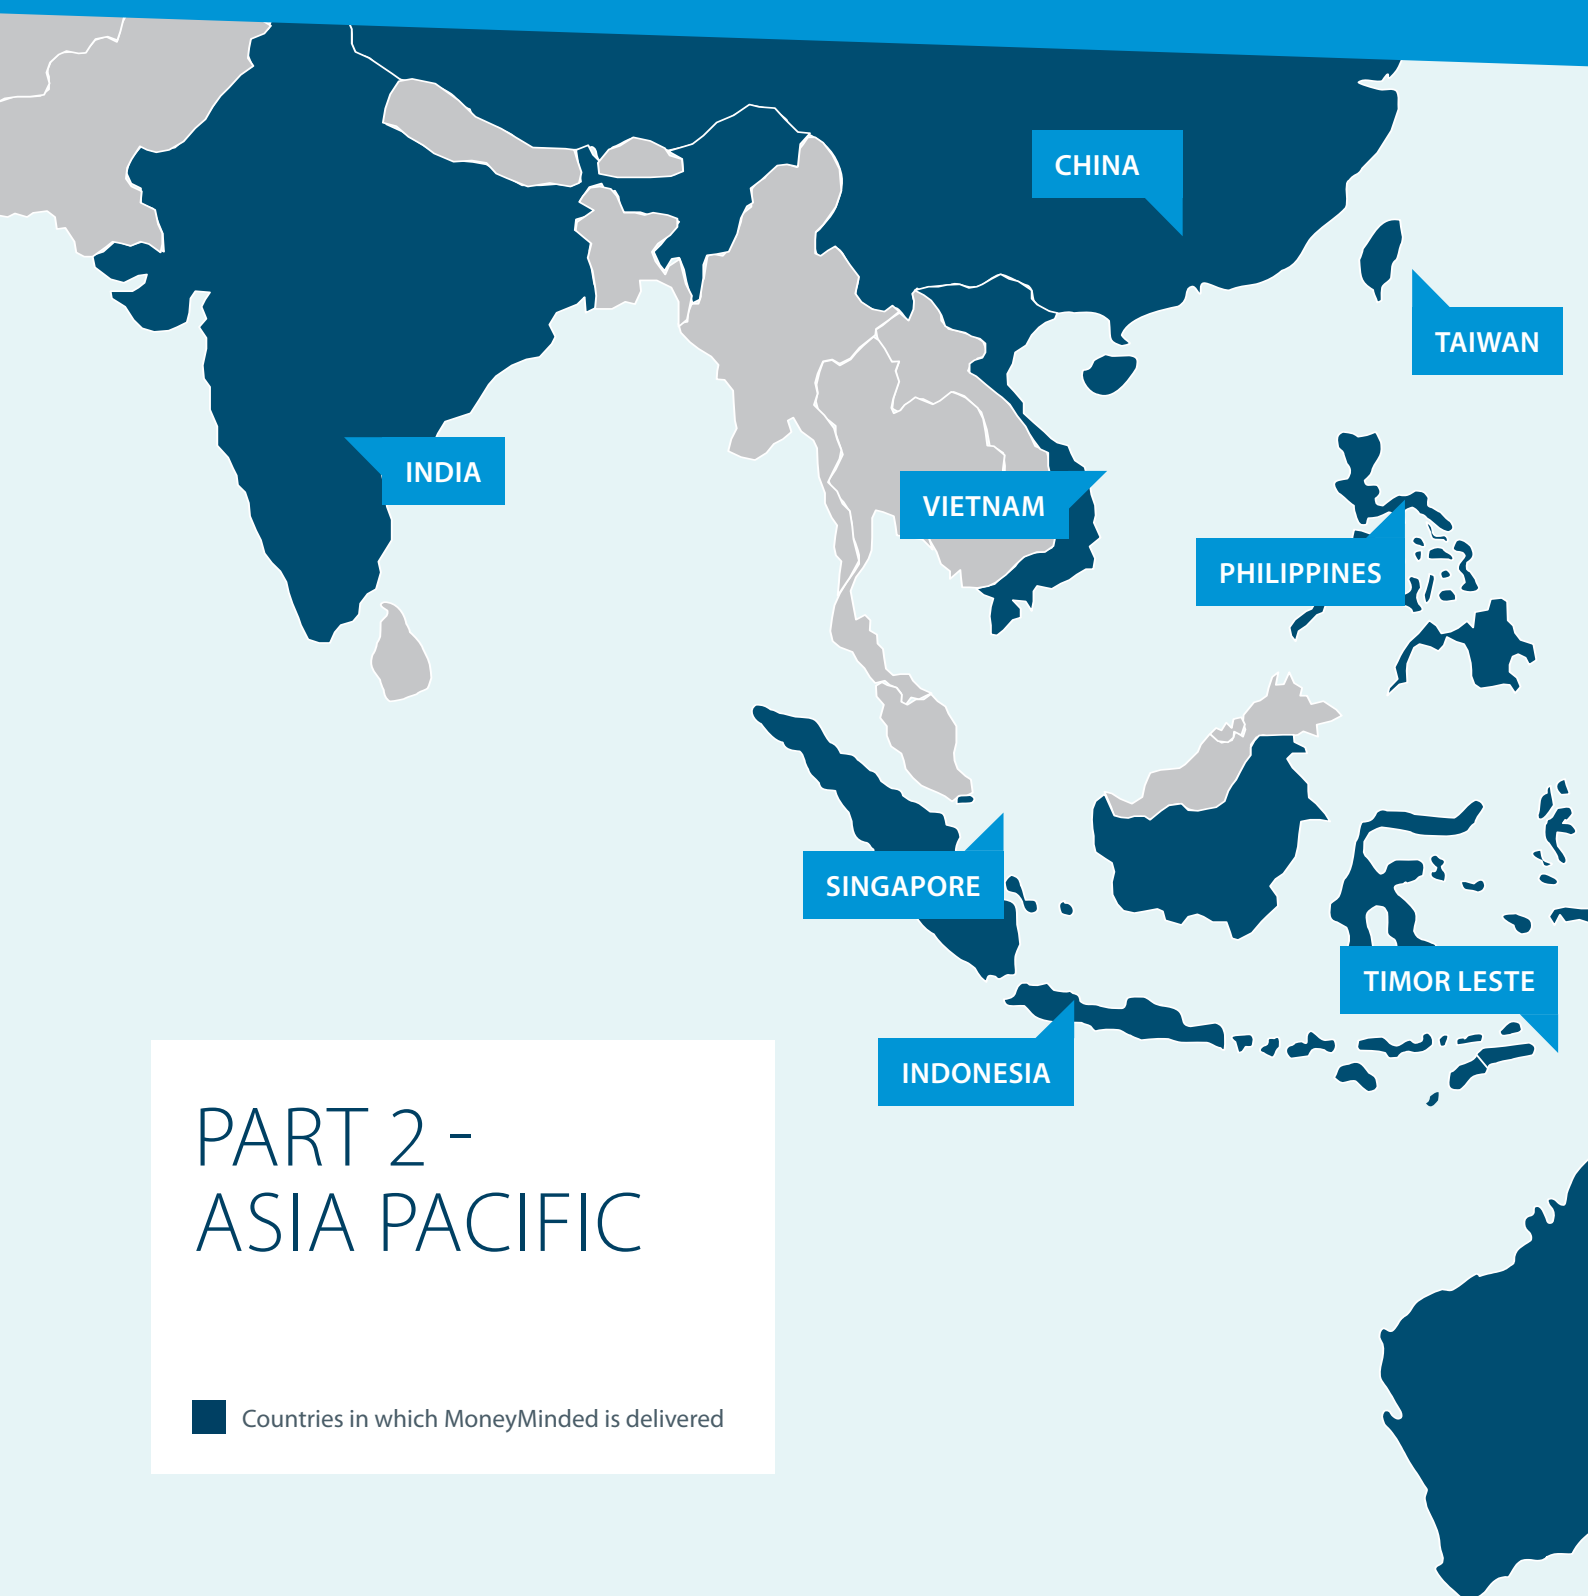 CHINA
TAIWAN
INDIA
VIETNAM
PHILIPPINES
SINGAPORE
TIMOR LESTE
INDONESIA
PART 2 -
ASIA PACIFIC
Countries in which MoneyMinded is delivered